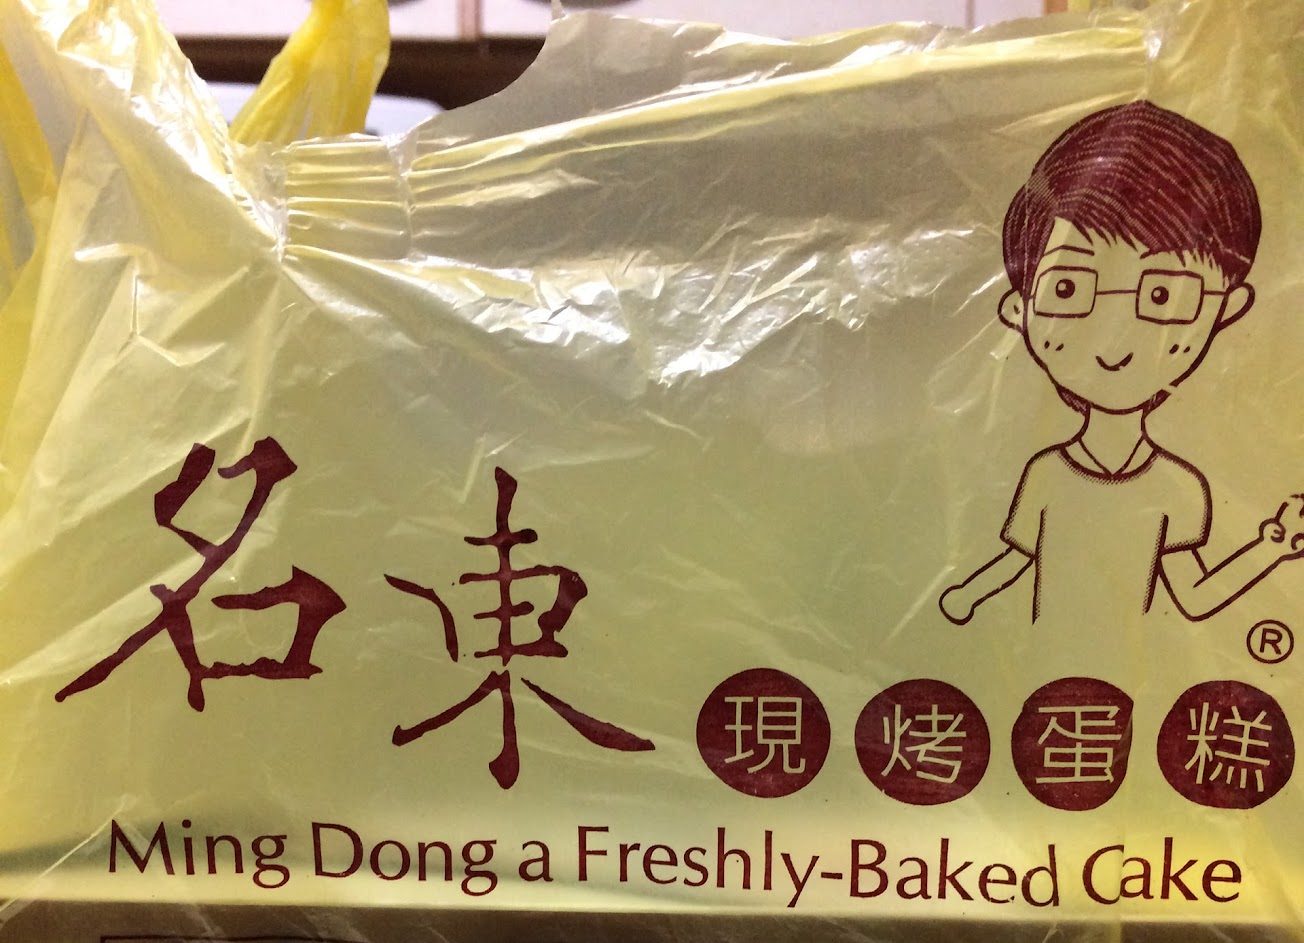 名東 現烤蛋糕
®
Ming Dong a Freshly-Baked Cake